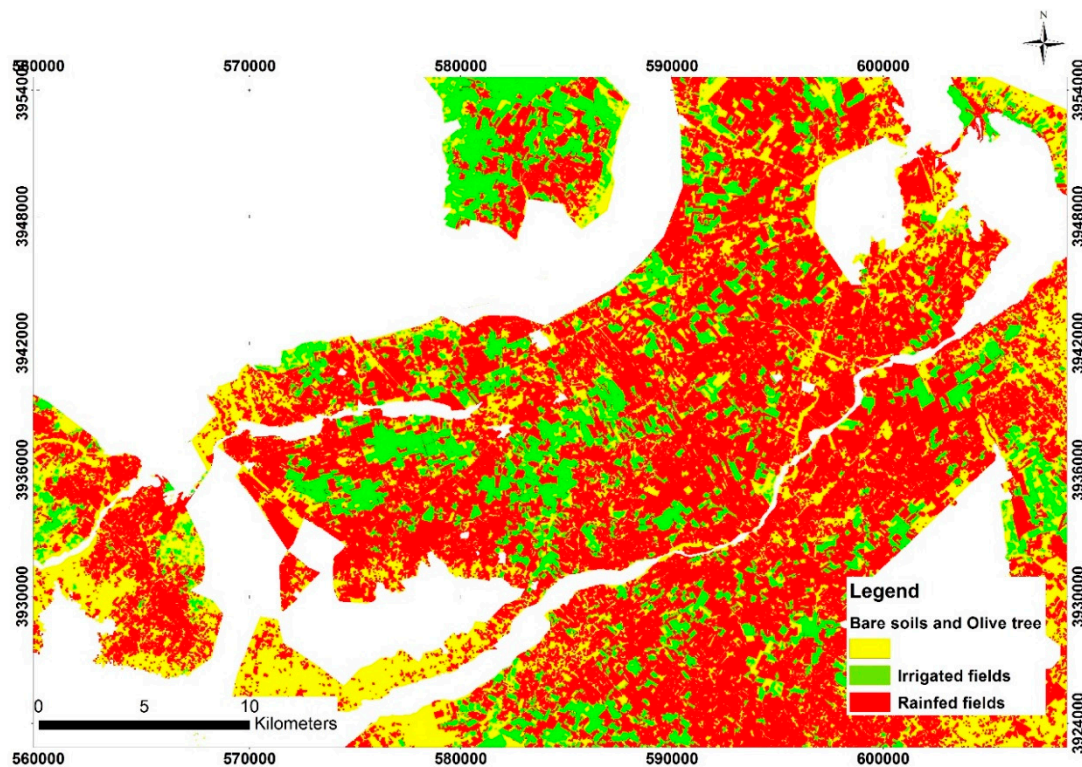 N
560000 570000 580000 590000 600000
3954000 3954000
3948000 3948000
3942000 3942000
3936000 3936000
3930000 3930000
3924000
Legend
Bare soils and Olive tree
Irrigated fields
Rainfed fields
0 5 10
Kilometers
560000 570000 580000 590000 600000